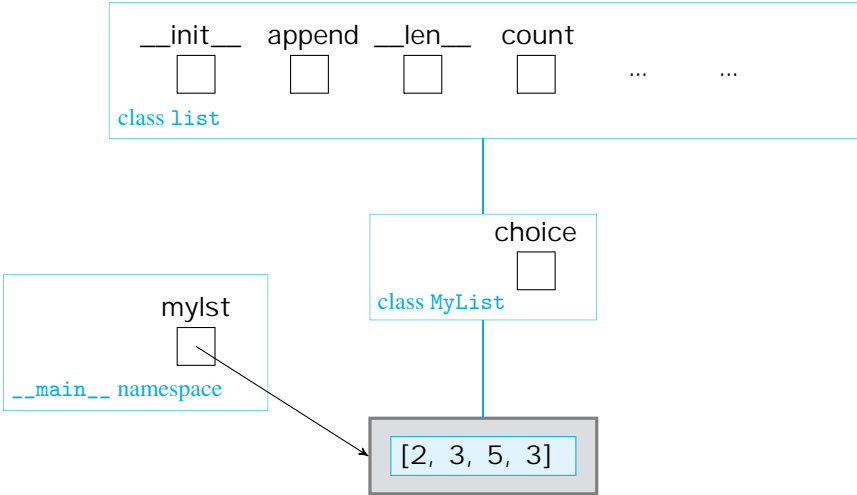 __init__ append __len__ count
... ...
class list
choice
class MyList
mylst
__main__ namespace
[2, 3, 5, 3]